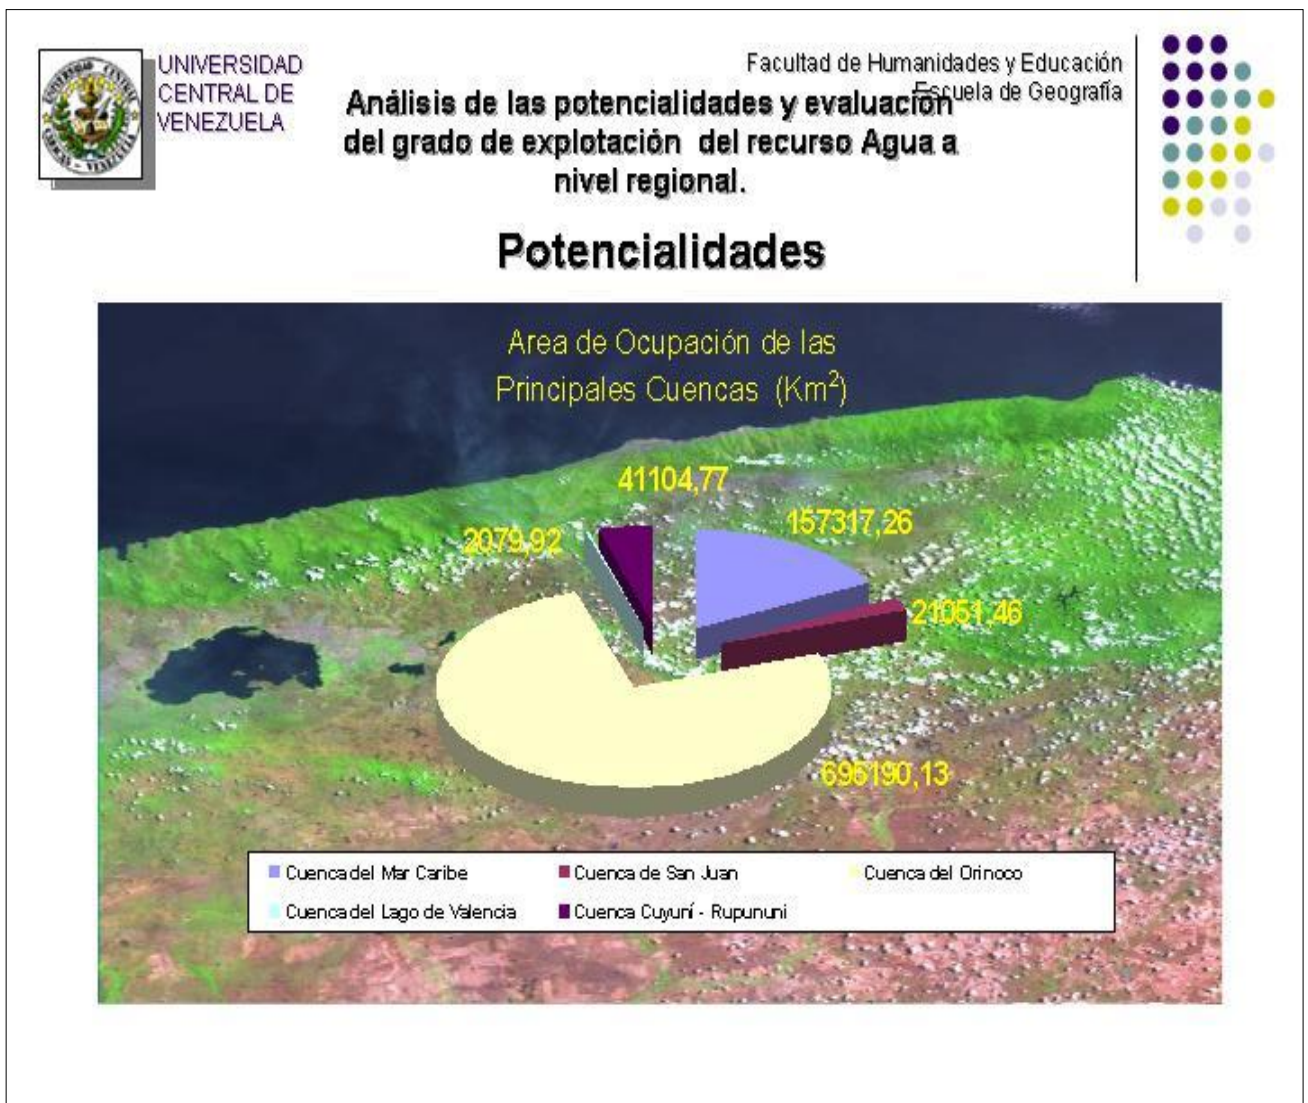 UNIVERSIDAD
CENTRAL DE
VENEZUELA
Facultad de Humanidades y Educación
Escuela de Geografía
Análisis de las potencialidades y evaluación
del grado de explotación del recurso Agua a
nivel regional.
Potencialidades
Area de Ocupación de las
Principales Cuencas (Km²)
41104,77
157317,26
2079,92
21051,46
695190,13
Cuenca del Mar Caribe
Cuenca de San Juan
Cuenca del Orinoco
Cuenca del Lago de Valencia
Cuenca Cuyuní - Rupununi